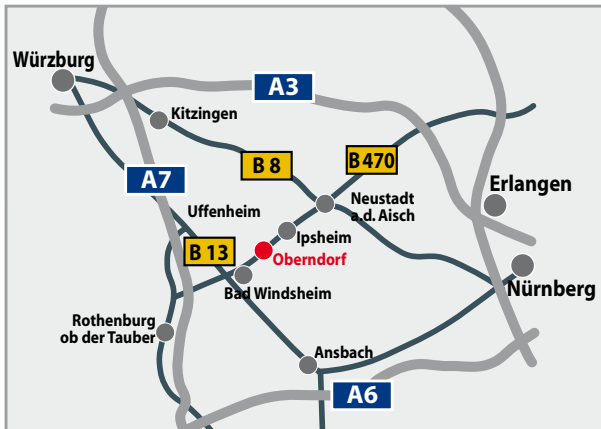 Würzburg
A3
Kitzingen
B 8
B 470
A7
Neustadt
a.d. Aisch
Erlangen
Uffenheim
Ipsheim
B 13
Oberndorf
Bad Windsheim
Nürnberg
Rothenburg
ob der Tauber
Ansbach
A6